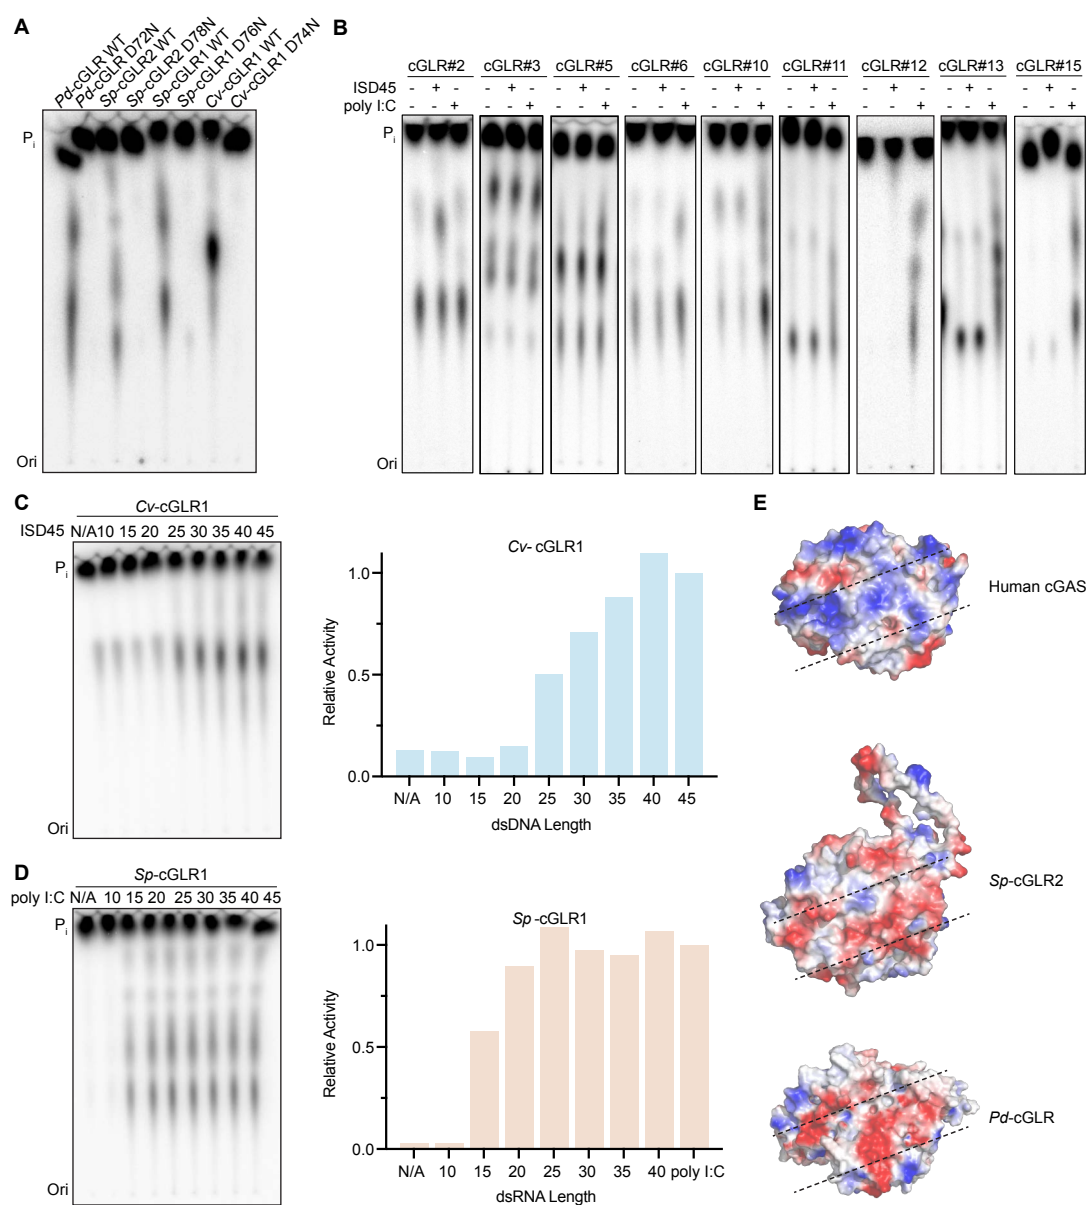 A
Pd-cGLR WT
Pd-cGLR D72N
Sp-cGLR2 WT
Sp-cGLR2 D78N
Sp-cGLR1 WT
Sp-cGLR1 D76N
Cv-cGLR1 WT
Cv-cGLR1 D74N
Pi
Ori
B
cGLR#2 cGLR#3 cGLR#5 cGLR#6 cGLR#10 cGLR#11 cGLR#12 cGLR#13 cGLR#15
ISD45 - + - - + - - + - - + - - + - - + - - + - - + - - + -
poly I:C - - + - - + - - + - - + - - + - - + - - + - - + - - +
Pi
Ori
C
Cv-cGLR1
ISD45 N/A 10 15 20 25 30 35 40 45
Pi
Ori
Cv- cGLR1
Relative Activity
1.0
0.5
0.0
N/A 10 15 20 25 30 35 40 45
dsDNA Length
D
Sp-cGLR1
poly I:C N/A 10 15 20 25 30 35 40 45
Pi
Ori
Sp -cGLR1
Relative Activity
1.0
0.5
0.0
N/A 10 15 20 25 30 35 40 poly I:C
dsRNA Length
E
Human cGAS
Sp-cGLR2
Pd-cGLR